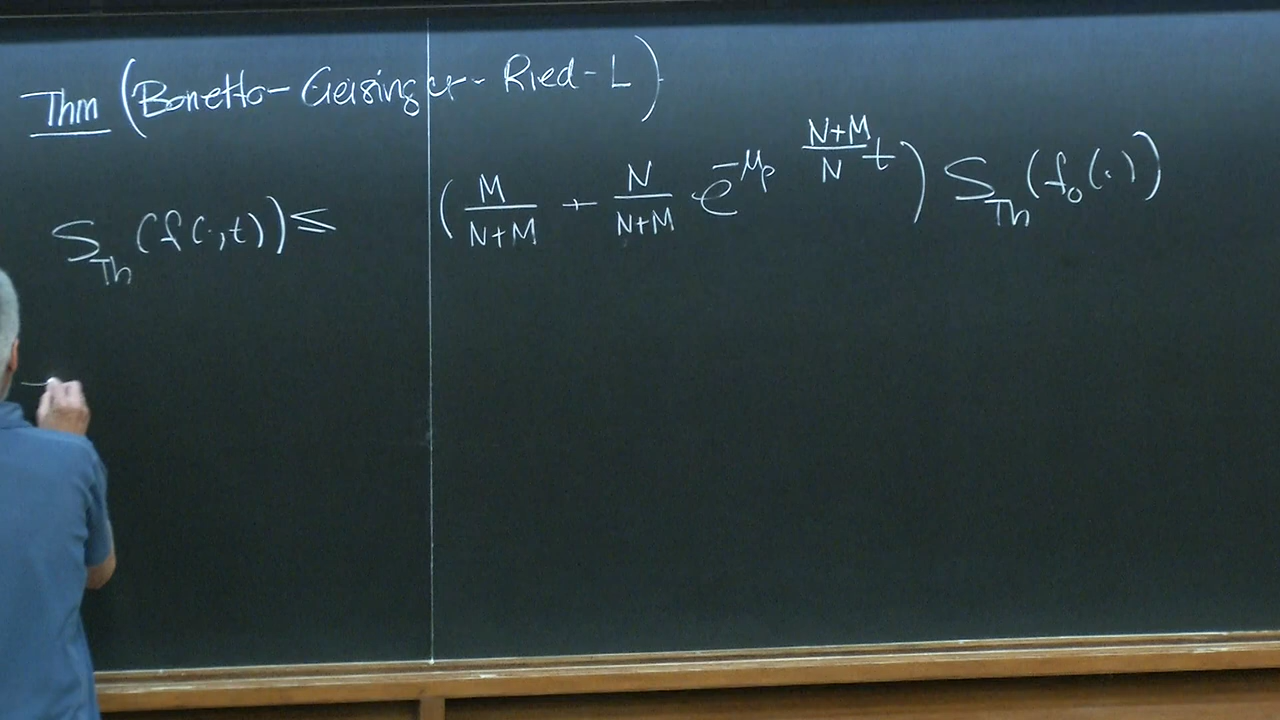 Thm (Bonetto - Geisinger - Ried - L)
S_Th (f(·,t)) ≤ ( M/(N+M) + N/(N+M) e^{-μ_ρ (N+M)/N t} ) S_Th (f_0(·))